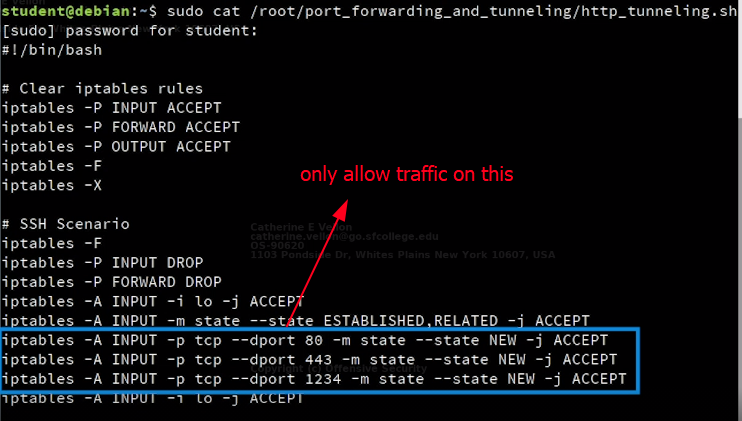 student@debian:~$ sudo cat /root/port_forwarding_and_tunneling/http_tunneling.sh
[sudo] password for student:
#!/bin/bash
# Clear iptables rules
iptables -P INPUT ACCEPT
iptables -P FORWARD ACCEPT
iptables -P OUTPUT ACCEPT
iptables -F
iptables -X
only allow traffic on this
# SSH Scenario
Catherine E Vellon
catherine.vellon@go.sfcollege.edu
OS-90620
1103 Pondside Dr, Whites Plains New York 10607, USA
iptables -F
iptables -P INPUT DROP
iptables -P FORWARD DROP
iptables -A INPUT -i lo -j ACCEPT
iptables -A INPUT -m state --state ESTABLISHED,RELATED -j ACCEPT
iptables -A INPUT -p tcp --dport 80 -m state --state NEW -j ACCEPT
iptables -A INPUT -p tcp --dport 443 -m state --state NEW -j ACCEPT
Copyright (c) Offensive Security
iptables -A INPUT -p tcp --dport 1234 -m state --state NEW -j ACCEPT
iptables -A INPUT -i lo -j ACCEPT